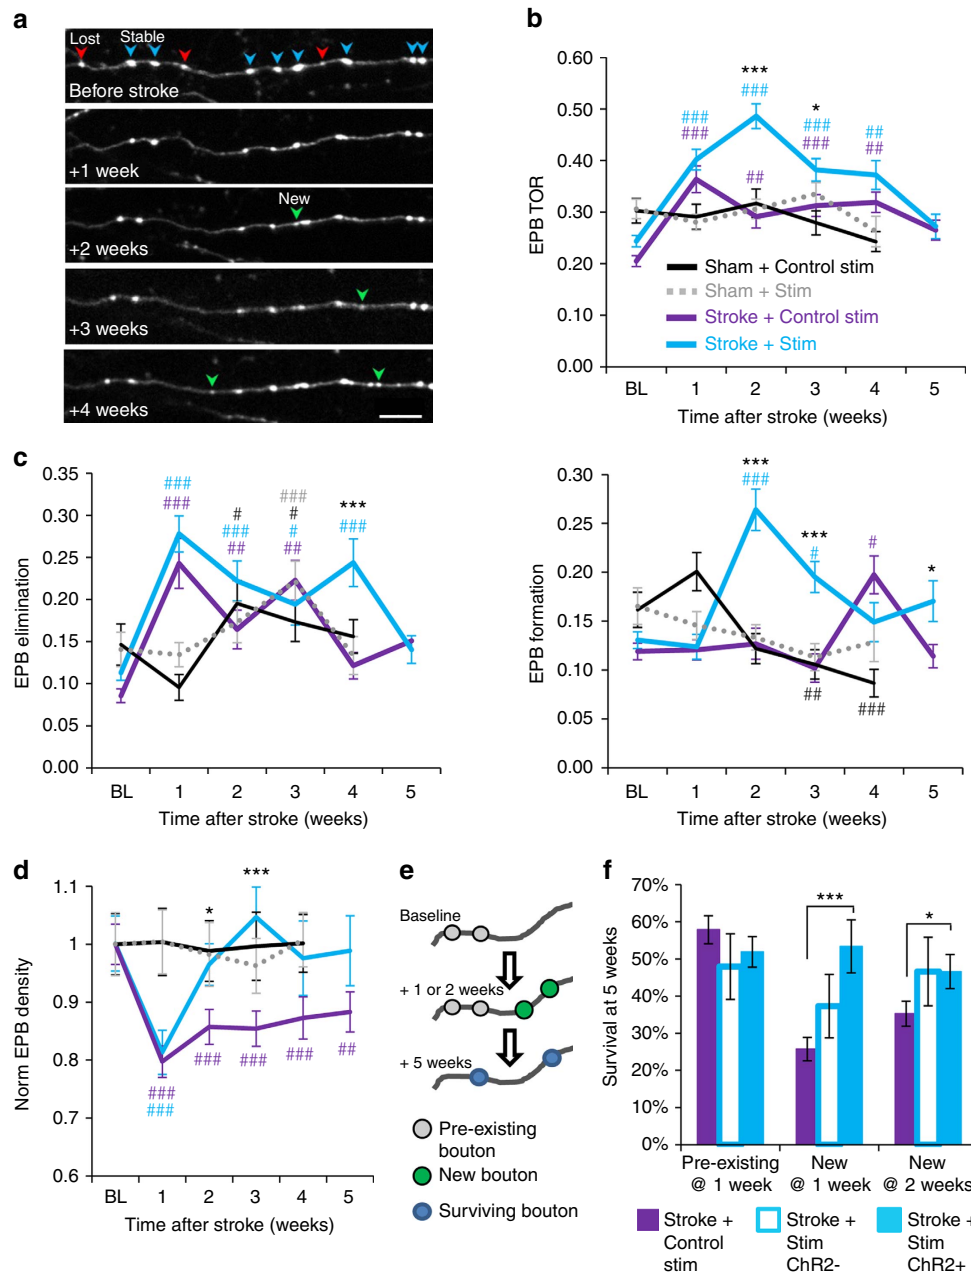 a
Lost
Stable
Before stroke
+1 week
New
+2 weeks
+3 weeks
+4 weeks
b
EPB TOR
0.60
0.50
0.40
0.30
0.20
0.10
0.00
***
###
###
###
##
*
###
###
##
##
Sham + Control stim
Sham + Stim
Stroke + Control stim
Stroke + Stim
BL 1 2 3 4 5
Time after stroke (weeks)
c
EPB elimination
0.35
0.30
0.25
0.20
0.15
0.10
0.05
0.00
###
###
#
###
##
###
#
#
##
***
###
BL 1 2 3 4 5
Time after stroke (weeks)
EPB formation
0.30
0.25
0.20
0.15
0.10
0.05
0.00
***
###
***
#
#
*
##
###
BL 1 2 3 4 5
Time after stroke (weeks)
d
Norm EPB density
1.1
1.0
0.9
0.8
0.7
0.6
*
***
###
###
###
###
###
##
BL 1 2 3 4 5
Time after stroke (weeks)
e
Baseline
+ 1 or 2 weeks
+ 5 weeks
Pre-existing
bouton
New bouton
Surviving bouton
f
Survival at 5 weeks
70%
60%
50%
40%
30%
20%
10%
0%
***
*
Pre-existing
@ 1 week
New
@ 1 week
New
@ 2 weeks
Stroke +
Control
stim
Stroke +
Stim
ChR2-
Stroke +
Stim
ChR2+